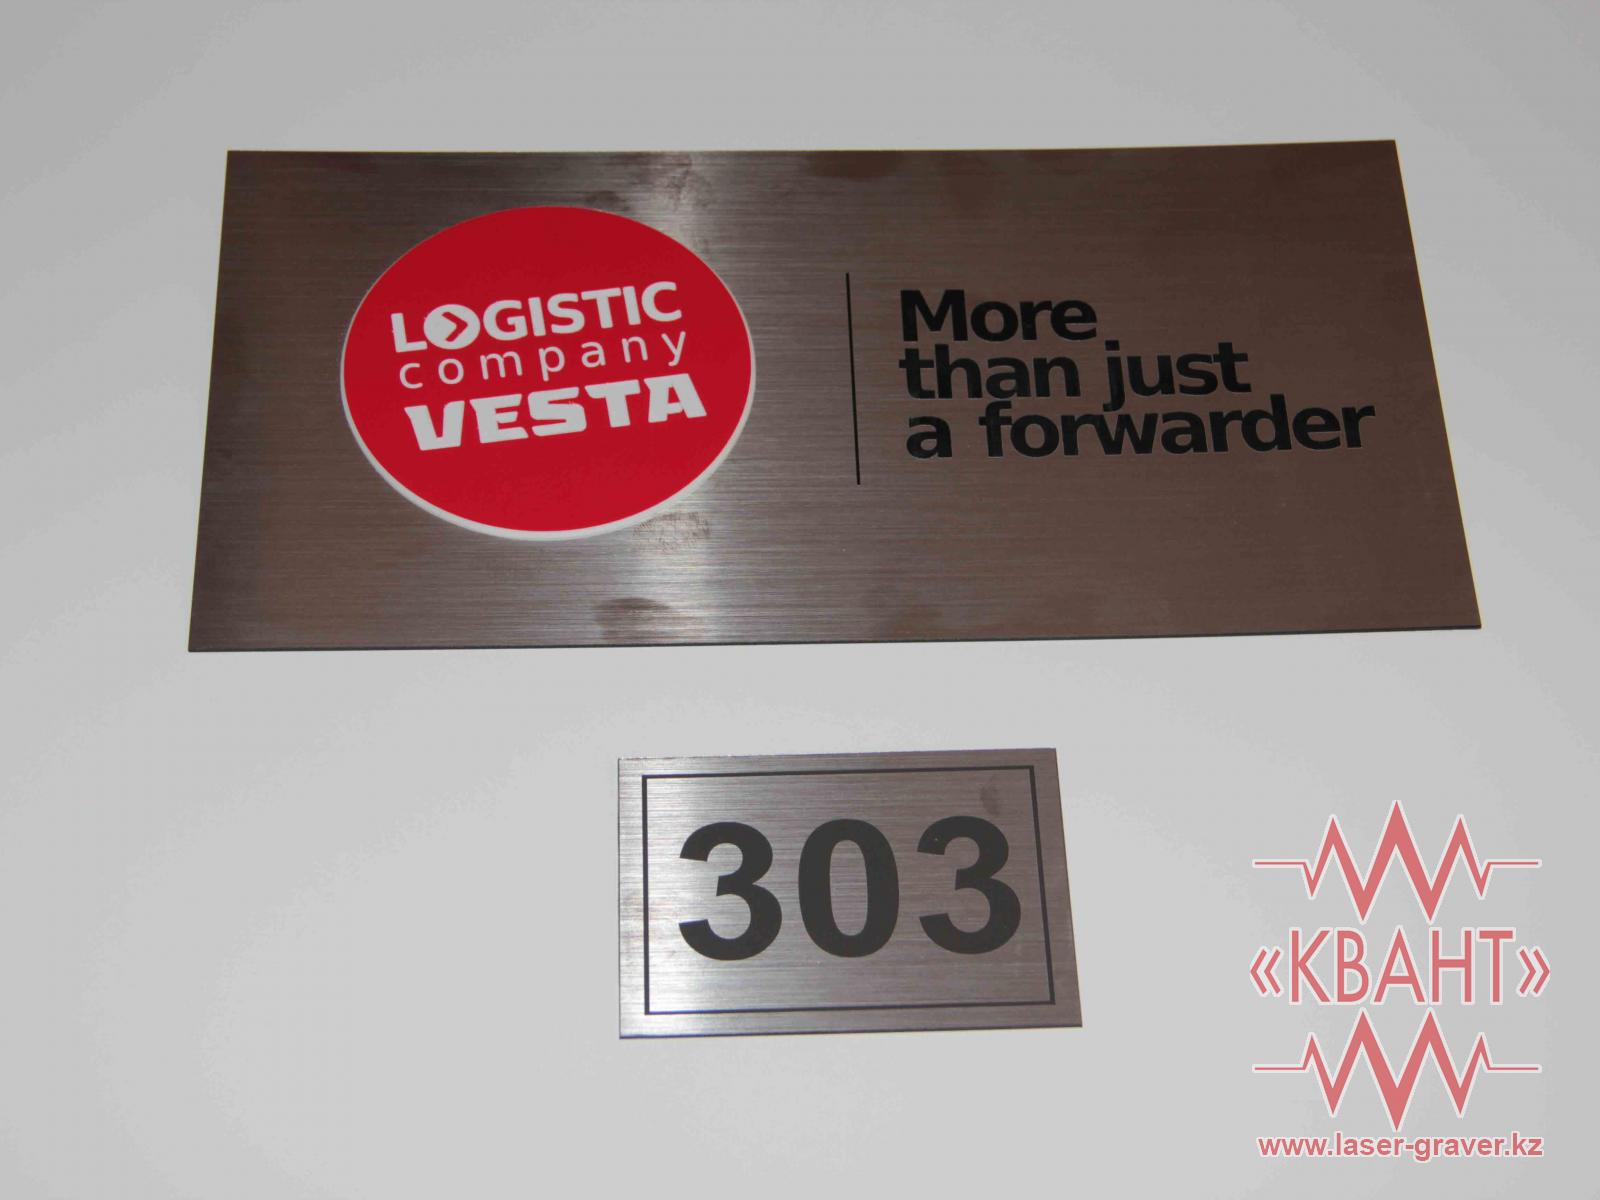 LOGISTIC
company
VESTA
More
than just
a forwarder
303
«КВАНТ»
www.laser-graver.kz